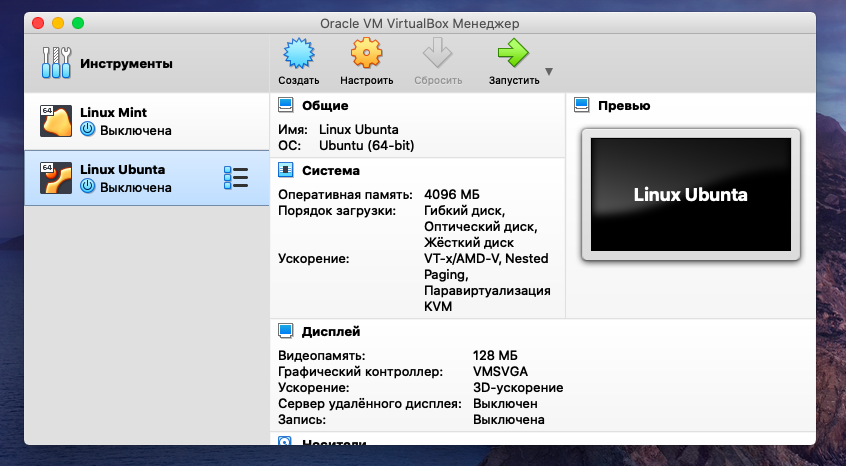 Oracle VM VirtualBox Менеджер
Инструменты
Создать
Настроить
Сбросить
Запустить
64
Linux Mint
Выключена
64
Linux Ubunta
Выключена
Общие
Имя: Linux Ubunta
ОС: Ubuntu (64-bit)
Превью
Linux Ubunta
Система
Оперативная память: 4096 МБ
Порядок загрузки: Гибкий диск,
Оптический диск,
Жёсткий диск
Ускорение: VT-x/AMD-V, Nested
Paging,
Паравиртуализация
KVM
Дисплей
Видеопамять: 128 МБ
Графический контроллер: VMSVGA
Ускорение: 3D-ускорение
Сервер удалённого дисплея: Выключен
Запись: Выключена
Носители